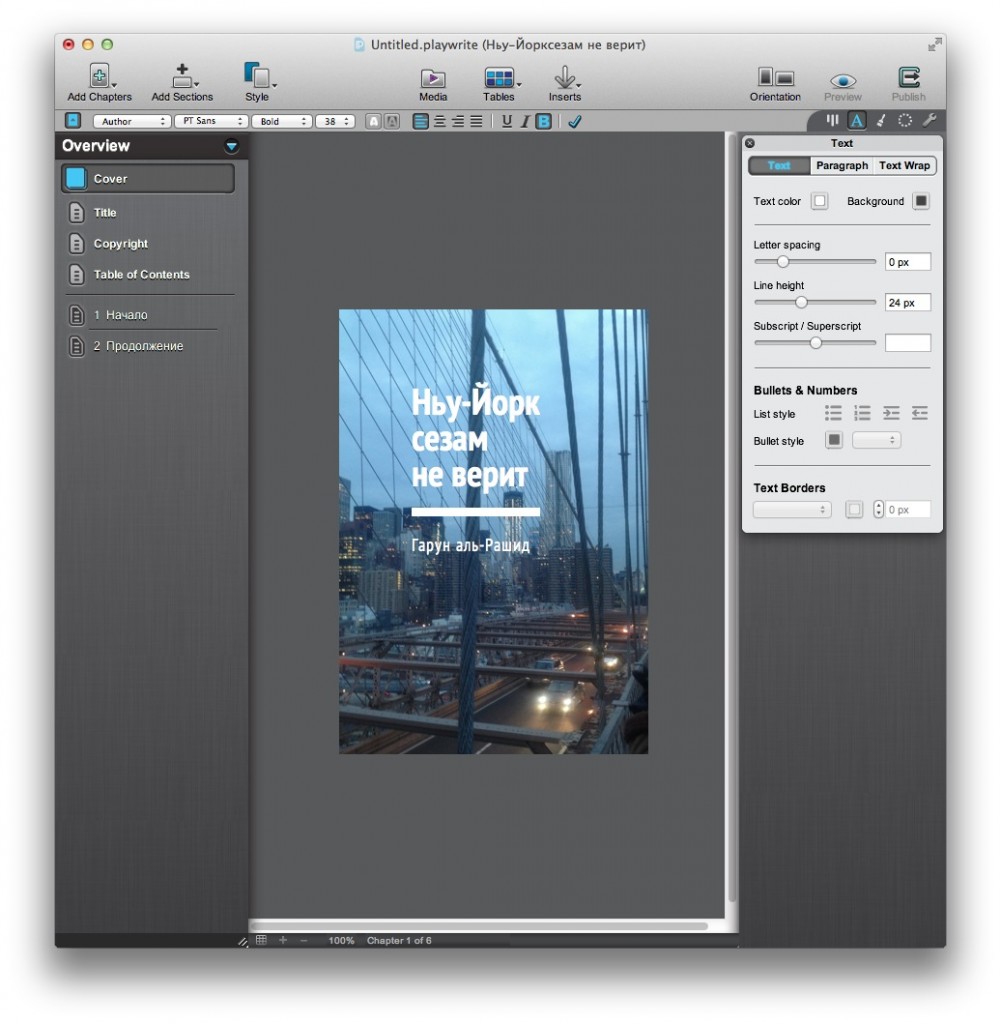 Untitled.playwrite (Нью-Йорксезам не верит)
Add Chapters
Add Sections
Style
Media
Tables
Inserts
Orientation
Preview
Publish
Author
PT Sans
Bold
38
A
A
U
I
B
A
Overview
Cover
Title
Copyright
Table of Contents
1 Начало
2 Продолжение
Нью-Йорк
сезам
не верит
Гарун аль-Рашид
Text
Text
Paragraph
Text Wrap
Text color
Background
Letter spacing
0 px
Line height
24 px
Subscript / Superscript
Bullets & Numbers
List style
Bullet style
Text Borders
0 px
100%
Chapter 1 of 6